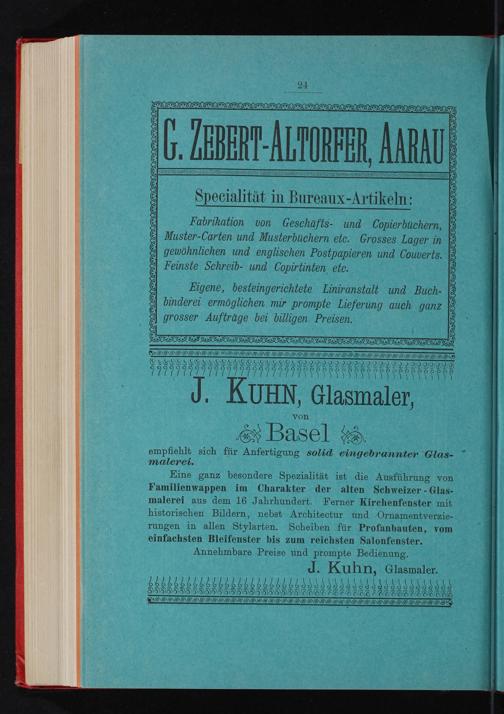 24
G. ZEBERT-ALTORFER, AARAU
Specialität in Bureaux-Artikeln:
Fabrikation von Geschäfts- und Copierbüchern,
Muster-Carten und Musterbüchern etc. Grosses Lager in
gewöhnlichen und englischen Postpapieren und Couverts.
Feinste Schreib- und Copirtinten etc.
Eigene, besteingerichtete Liniranstalt und Buch-
binderei ermöglichen mir prompte Lieferung auch ganz
grosser Aufträge bei billigen Preisen.
J. KUHN, Glasmaler,
von
Basel
empfiehlt sich für Anfertigung solid eingebrannter Glas-
malerei.
Eine ganz besondere Spezialität ist die Ausführung von
Familienwappen im Charakter der alten Schweizer-Glas-
malerei aus dem 16 Jahrhundert. Ferner Kirchenfenster mit
historischen Bildern, nebst Architectur und Ornamentverzie-
rungen in allen Stylarten. Scheiben für Profanbauten, vom
einfachsten Bleifenster bis zum reichsten Salonfenster.
Annehmbare Preise und prompte Bedienung.
J. Kuhn, Glasmaler.